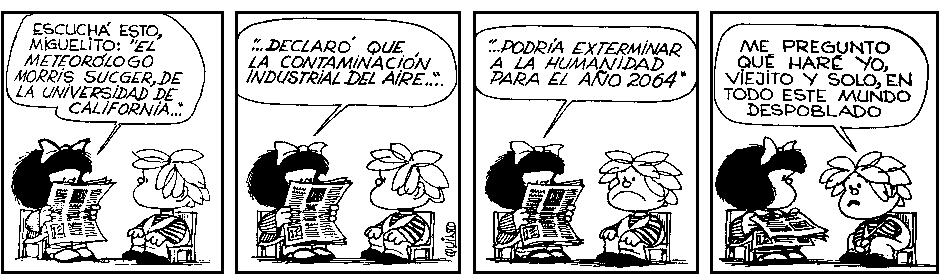 ESCUCHÁ ESTO,
MIGUELITO: "EL
METEORÓLOGO
MORRIS SUCGER, DE
LA UNIVERSIDAD DE
CALIFORNIA..."
"...DECLARÓ QUE
LA CONTAMINACIÓN
INDUSTRIAL DEL AIRE...."
"...PODRÍA EXTERMINAR
A LA HUMANIDAD
PARA EL AÑO 2064"
ME PREGUNTO
QUÉ HARÉ YO,
VIEJITO Y SOLO, EN
TODO ESTE MUNDO
DESPOBLADO
QUINO